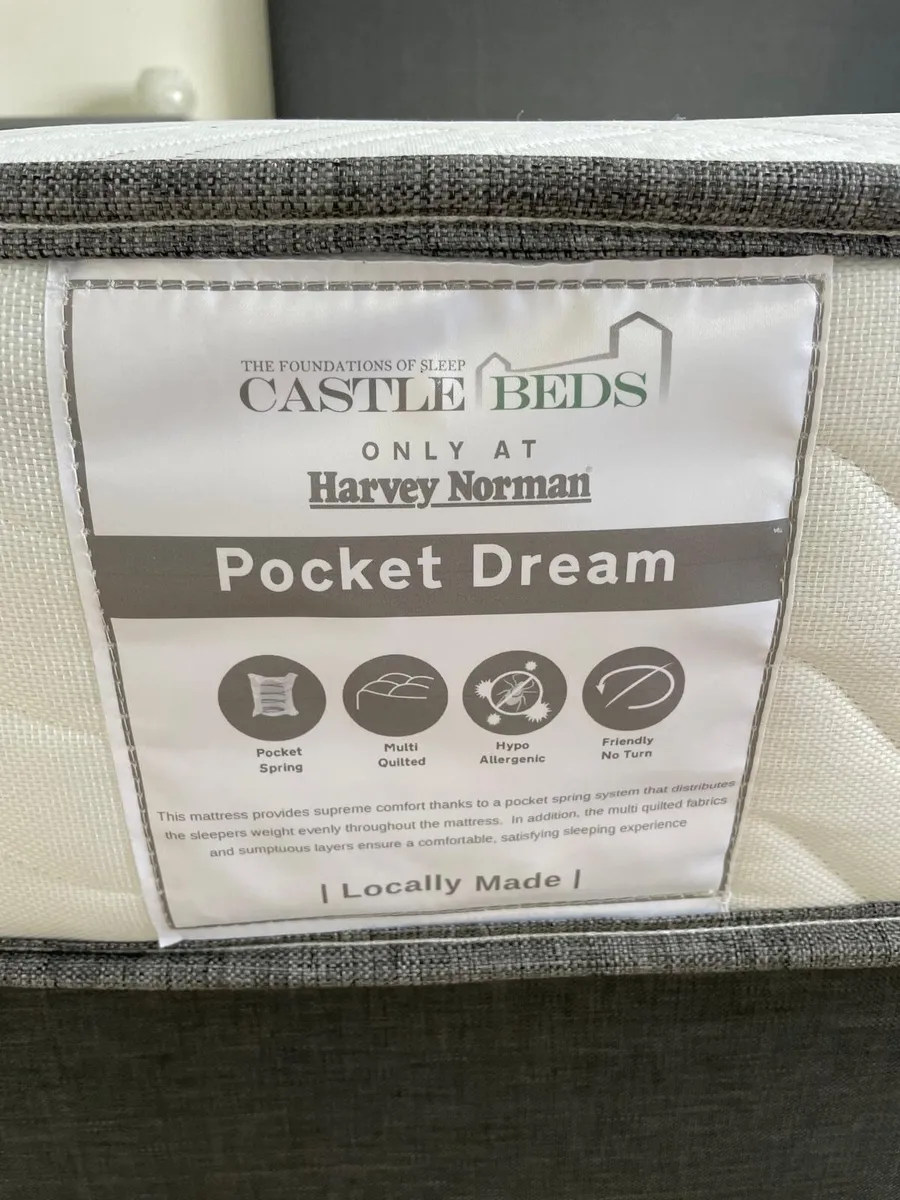 THE FOUNDATIONS OF SLEEP
CASTLE BEDS
ONLY AT
Harvey Norman
Pocket Dream
Pocket Spring
Multi Quilted
Hypo Allergenic
Friendly No Turn
This mattress provides supreme comfort thanks to a pocket spring system that distributes
the sleepers weight evenly throughout the mattress. In addition, the multi quilted fabrics
and sumptuous layers ensure a comfortable, satisfying sleeping experience
| Locally Made |